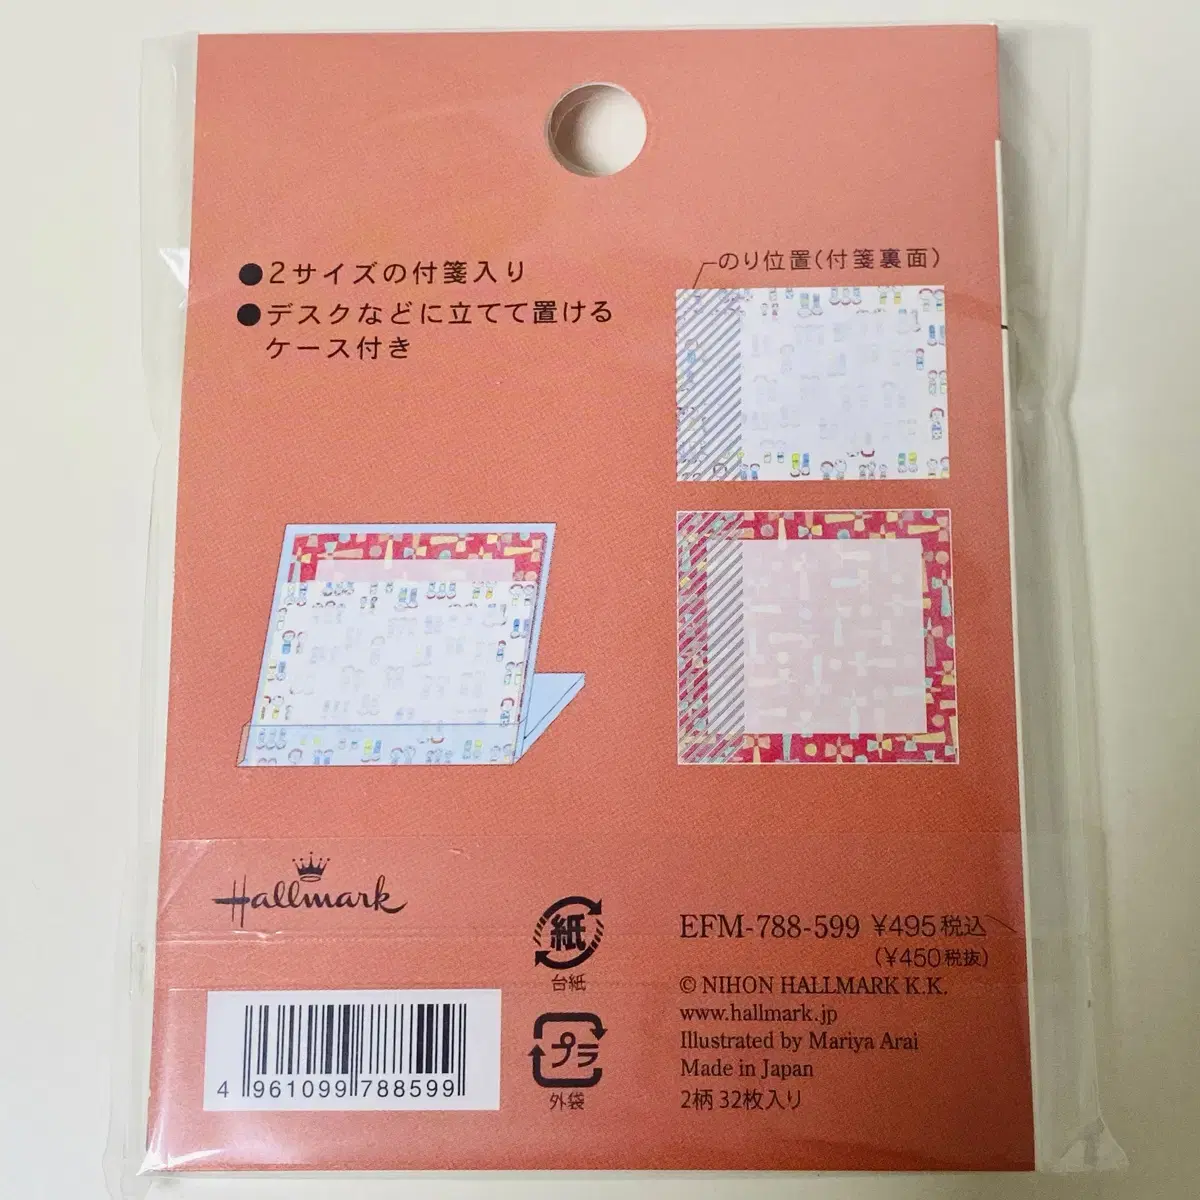 ●2サイズの付箋入り
●デスクなどに立てて置ける
ケース付き
のり位置(付箋裏面)
Hallmark
紙
台紙
プラ
外袋
4 961099 788599
EFM-788-599 ¥495税込
(¥450税抜)
© NIHON HALLMARK K.K.
www.hallmark.jp
Illustrated by Mariya Arai
Made in Japan
2柄 32枚入り